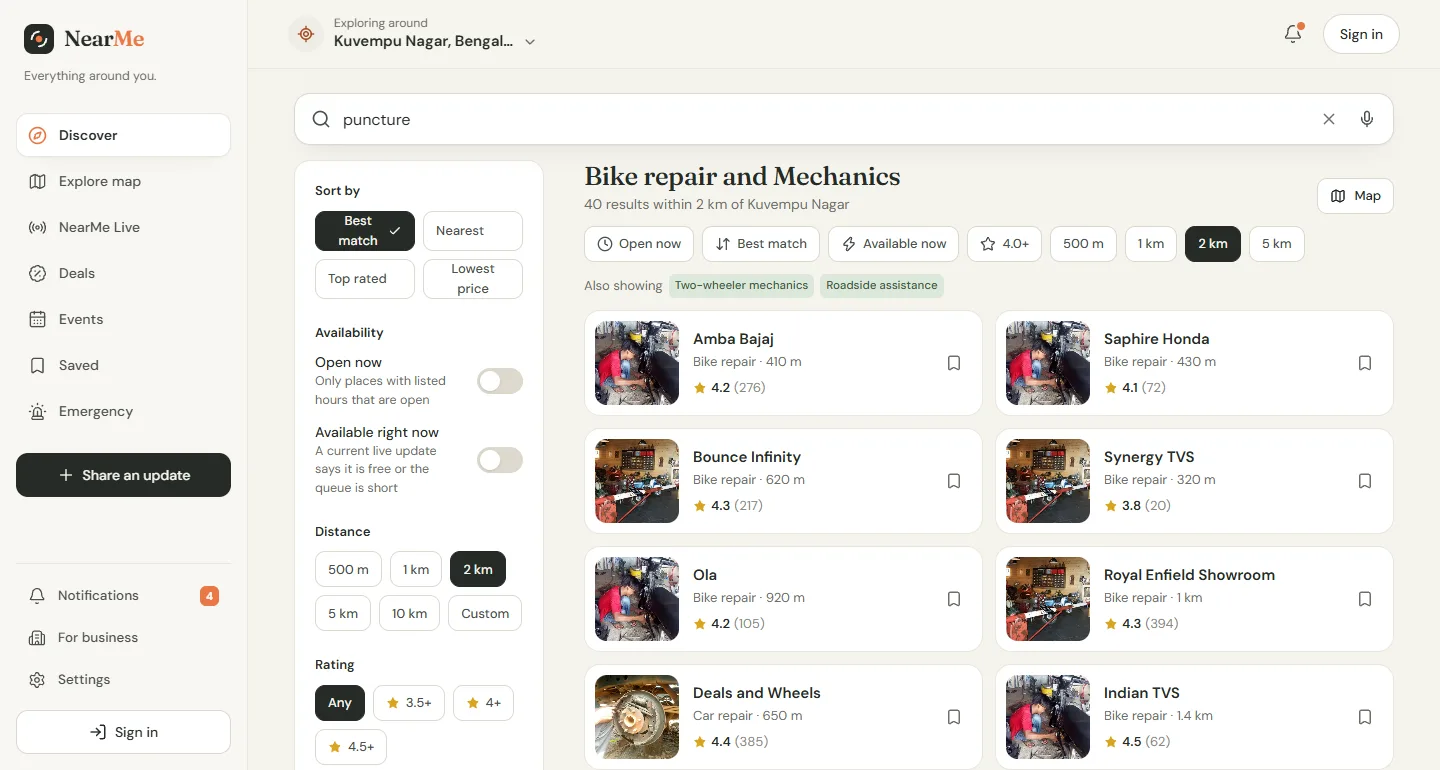 NearMe
Everything around you.
Discover
Explore map
NearMe Live
Deals
Events
Saved
Emergency
Share an update
Notifications
4
For business
Settings
Sign in
Exploring around
Kuvempu Nagar, Bengal...
Sign in
puncture
Sort by
Best match
Nearest
Top rated
Lowest price
Availability
Open now
Only places with listed
hours that are open
Available right now
A current live update
says it is free or the
queue is short
Distance
500 m
1 km
2 km
5 km
10 km
Custom
Rating
Any
3.5+
4+
4.5+
Bike repair and Mechanics
40 results within 2 km of Kuvempu Nagar
Map
Open now
Best match
Available now
4.0+
500 m
1 km
2 km
5 km
Also showing
Two-wheeler mechanics
Roadside assistance
Amba Bajaj
Bike repair · 410 m
4.2 (276)
Saphire Honda
Bike repair · 430 m
4.1 (72)
Bounce Infinity
Bike repair · 620 m
4.3 (217)
Synergy TVS
Bike repair · 320 m
3.8 (20)
Ola
Bike repair · 920 m
4.2 (105)
Royal Enfield Showroom
Bike repair · 1 km
4.3 (394)
Deals and Wheels
Car repair · 650 m
4.4 (385)
Indian TVS
Bike repair · 1.4 km
4.5 (62)